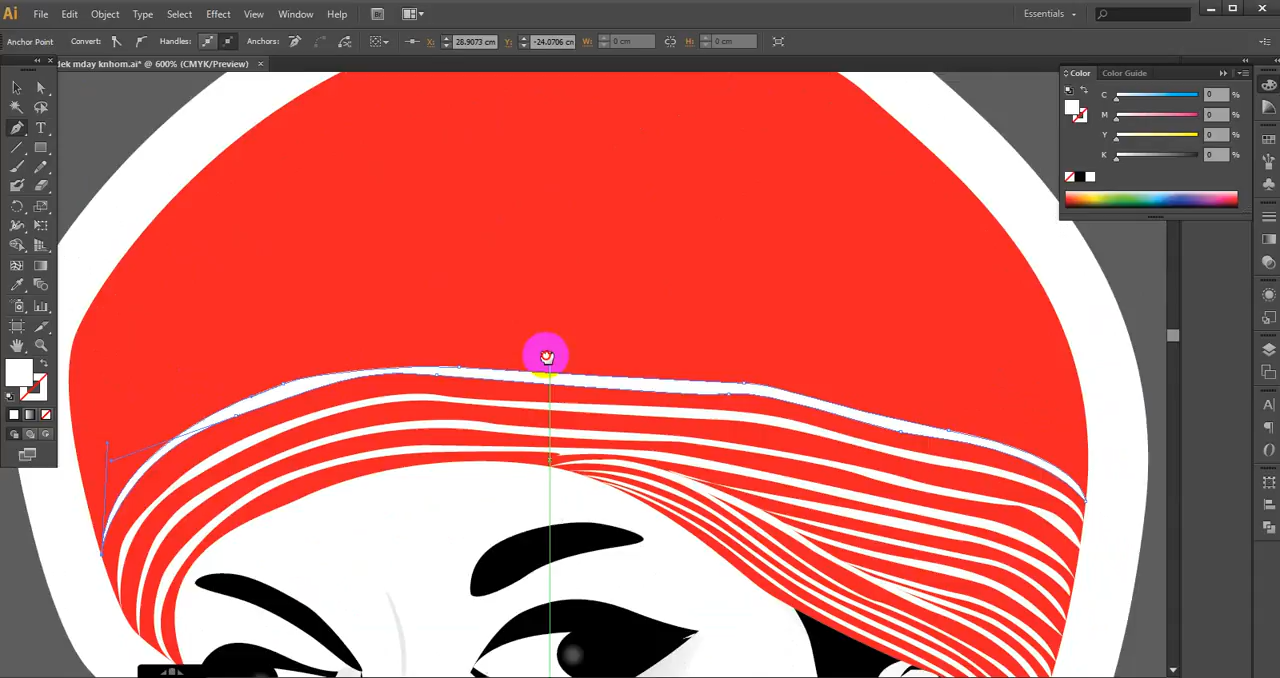 Ai File Edit Object Type Select Effect View Window Help Br Essentials
Anchor Point Convert: Handles: Anchors: X: 28.9073 cm Y: -24.0706 cm W: 0 cm H: 0 cm
dek mday knhom.ai* @ 600% (CMYK/Preview) ×
Color Color Guide
C 0 %
M 0 %
Y 0 %
K 0 %